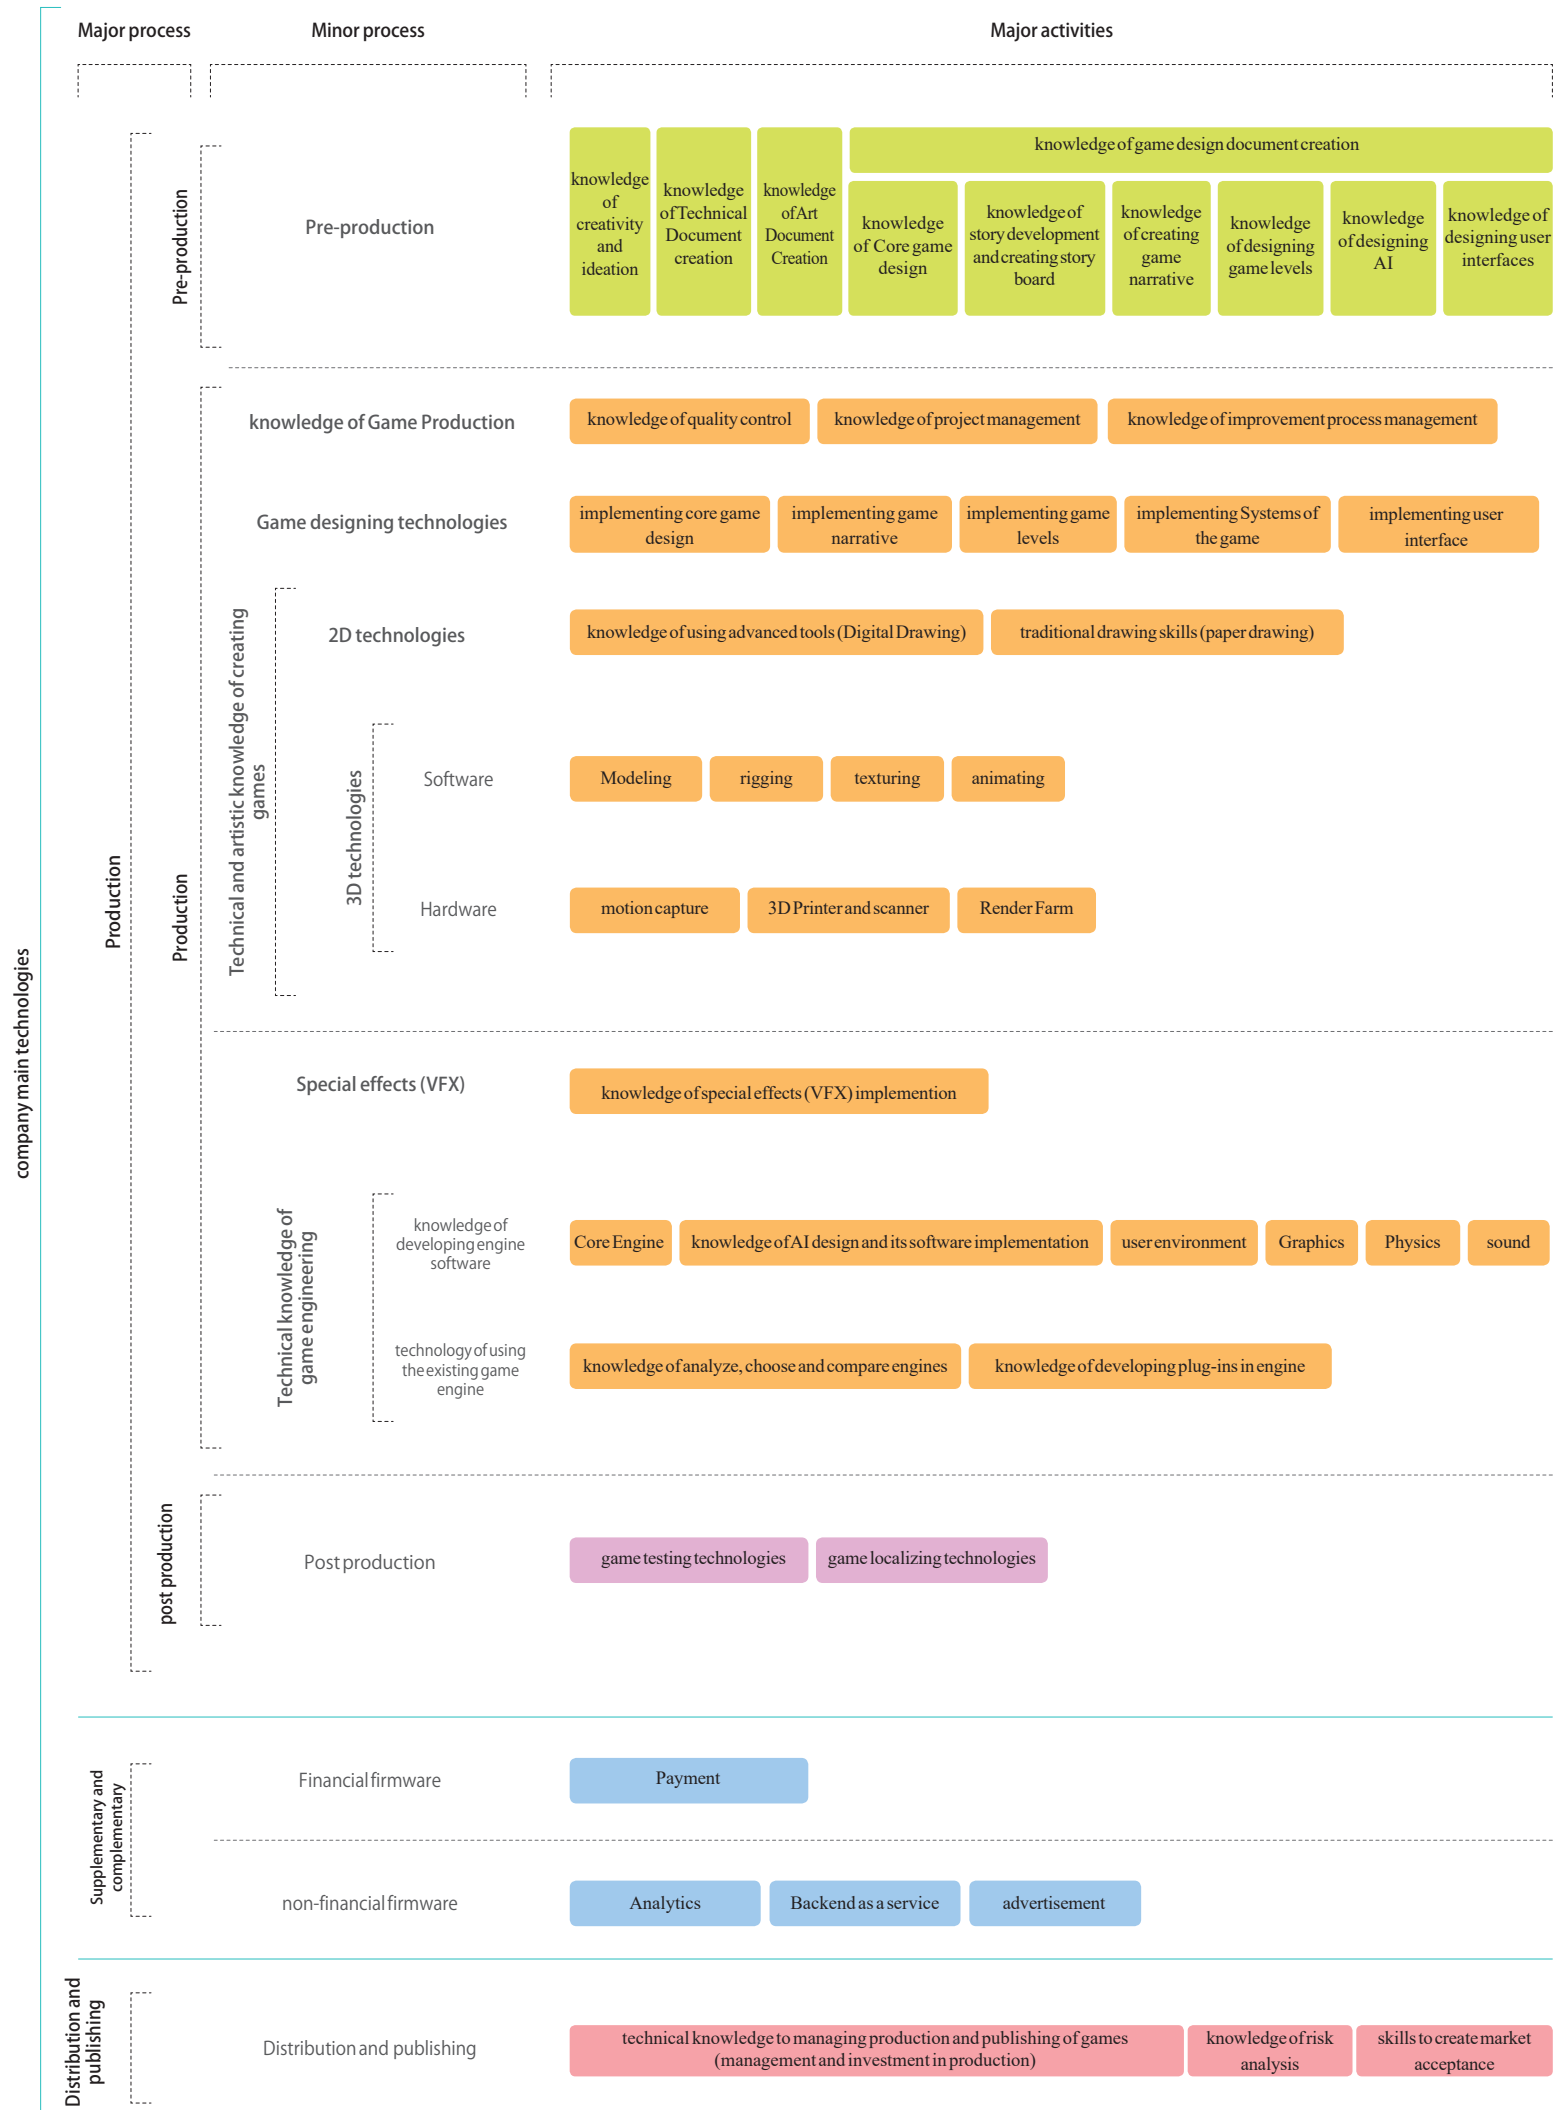 Major process
Minor process
Major activities
company main technologies
Production
Pre-production
Pre-production
knowledge
of
creativity
and
ideation
knowledge
of Technical
Document
creation
knowledge
of Art
Document
Creation
knowledge of game design document creation
knowledge
of Core game
design
knowledge of
story development
and creating story
board
knowledge
of creating
game
narrative
knowledge
of designing
game levels
knowledge
of designing
AI
knowledge of
designing user
interfaces
Production
knowledge of Game Production
knowledge of quality control
knowledge of project management
knowledge of improvement process management
Game designing technologies
implementing core game
design
implementing game
narrative
implementing game
levels
implementing Systems of
the game
implementing user
interface
Technical and artistic knowledge of creating
games
2D technologies
knowledge of using advanced tools (Digital Drawing)
traditional drawing skills (paper drawing)
3D technologies
Software
Modeling
rigging
texturing
animating
Hardware
motion capture
3D Printer and scanner
Render Farm
Special effects (VFX)
knowledge of special effects (VFX) implemention
Technical knowledge of
game engineering
knowledge of
developing engine
software
Core Engine
knowledge of AI design and its software implementation
user environment
Graphics
Physics
sound
technology of using
the existing game
engine
knowledge of analyze, choose and compare engines
knowledge of developing plug-ins in engine
post production
Post production
game testing technologies
game localizing technologies
Supplementary and
complementary
Financial firmware
Payment
non-financial firmware
Analytics
Backend as a service
advertisement
Distribution and
publishing
Distribution and publishing
technical knowledge to managing production and publishing of games
(management and investment in production)
knowledge of risk
analysis
skills to create market
acceptance